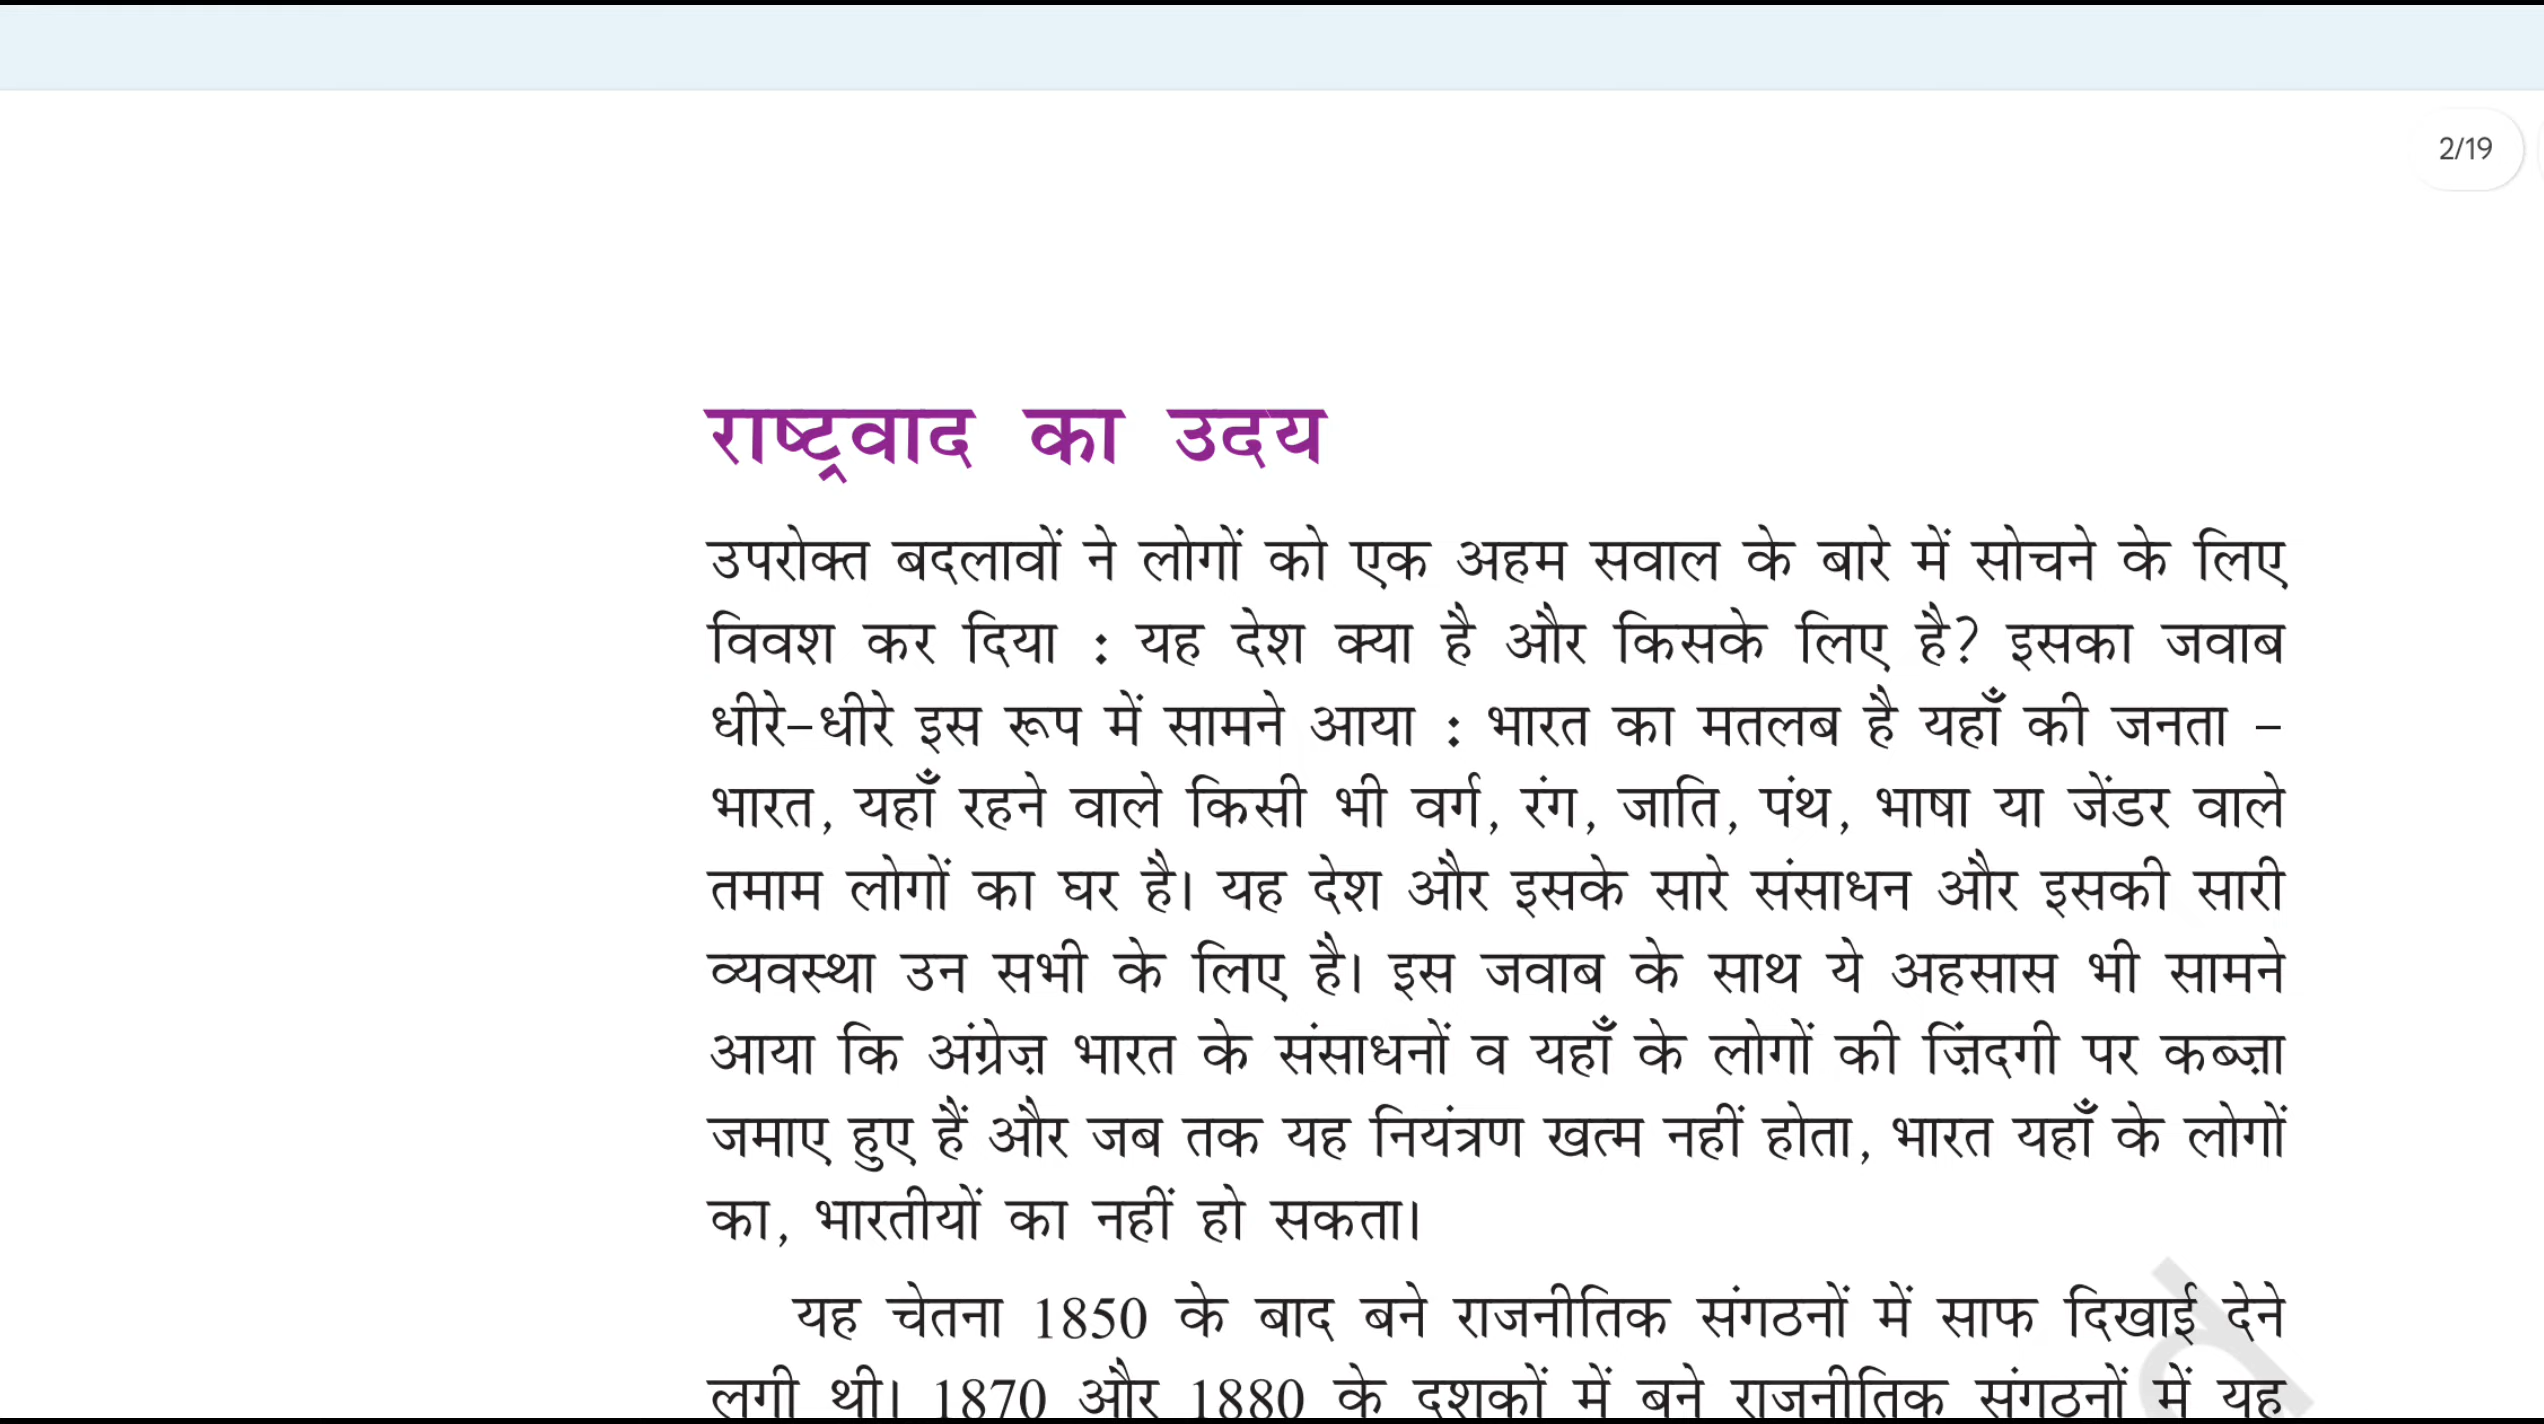 2/19
राष्ट्रवाद का उदय
उपरोक्त बदलावों ने लोगों को एक अहम सवाल के बारे में सोचने के लिए
विवश कर दिया : यह देश क्या है और किसके लिए है? इसका जवाब
धीरे-धीरे इस रूप में सामने आया : भारत का मतलब है यहाँ की जनता –
भारत, यहाँ रहने वाले किसी भी वर्ग, रंग, जाति, पंथ, भाषा या जेंडर वाले
तमाम लोगों का घर है। यह देश और इसके सारे संसाधन और इसकी सारी
व्यवस्था उन सभी के लिए है। इस जवाब के साथ ये अहसास भी सामने
आया कि अंग्रेज़ भारत के संसाधनों व यहाँ के लोगों की ज़िंदगी पर कब्ज़ा
जमाए हुए हैं और जब तक यह नियंत्रण खत्म नहीं होता, भारत यहाँ के लोगों
का, भारतीयों का नहीं हो सकता।
यह चेतना 1850 के बाद बने राजनीतिक संगठनों में साफ दिखाई देने
लगी थी। 1870 और 1880 के दशकों में बने राजनीतिक संगठनों में यह